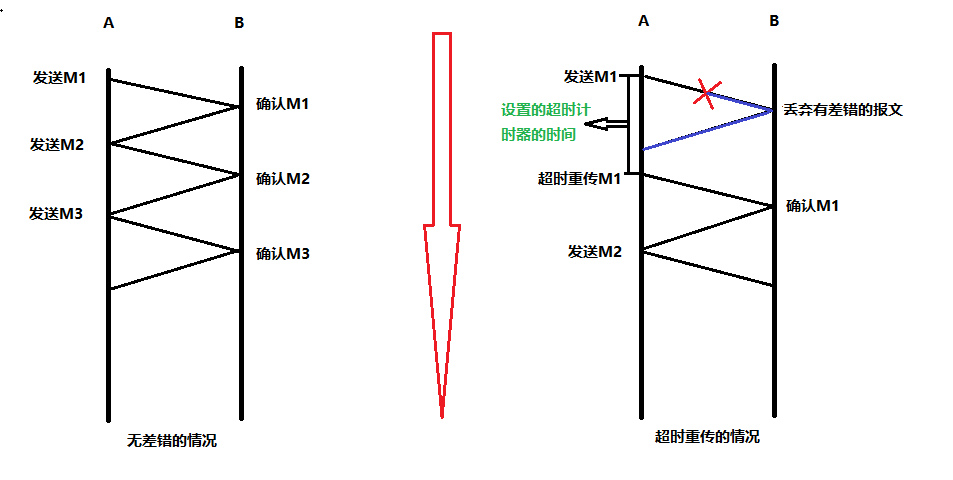 A
B
发送M1
确认M1
发送M2
确认M2
发送M3
确认M3
无差错的情况
A
B
发送M1
设置的超时计
时器的时间
丢弃有差错的报文
超时重传M1
确认M1
发送M2
超时重传的情况